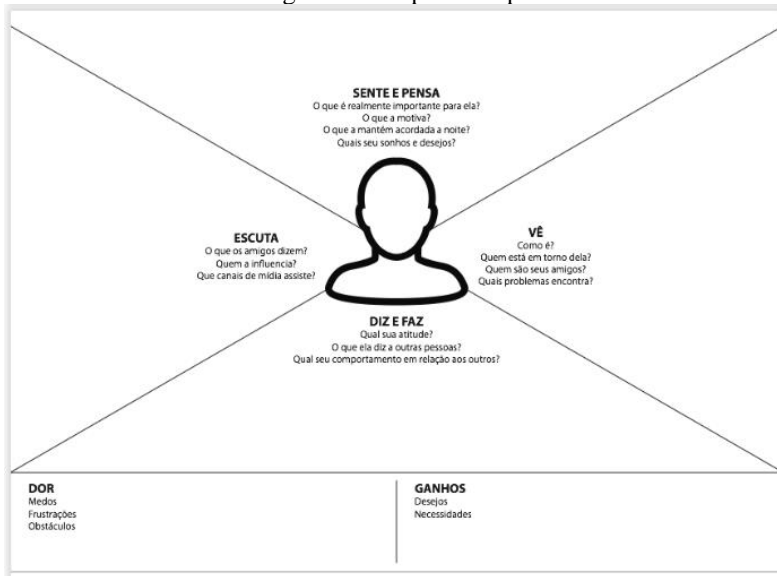 SENTE E PENSA
O que é realmente importante para ela?
O que a motiva?
O que a mantém acordada a noite?
Quais seu sonhos e desejos?
ESCUTA
O que os amigos dizem?
Quem a influencia?
Que canais de mídia assiste?
VÊ
Como é?
Quem está em torno dela?
Quem são seus amigos?
Quais problemas encontra?
DIZ E FAZ
Qual sua atitude?
O que ela diz a outras pessoas?
Qual seu comportamento em relação aos outros?
DOR
Medos
Frustrações
Obstáculos
GANHOS
Desejos
Necessidades